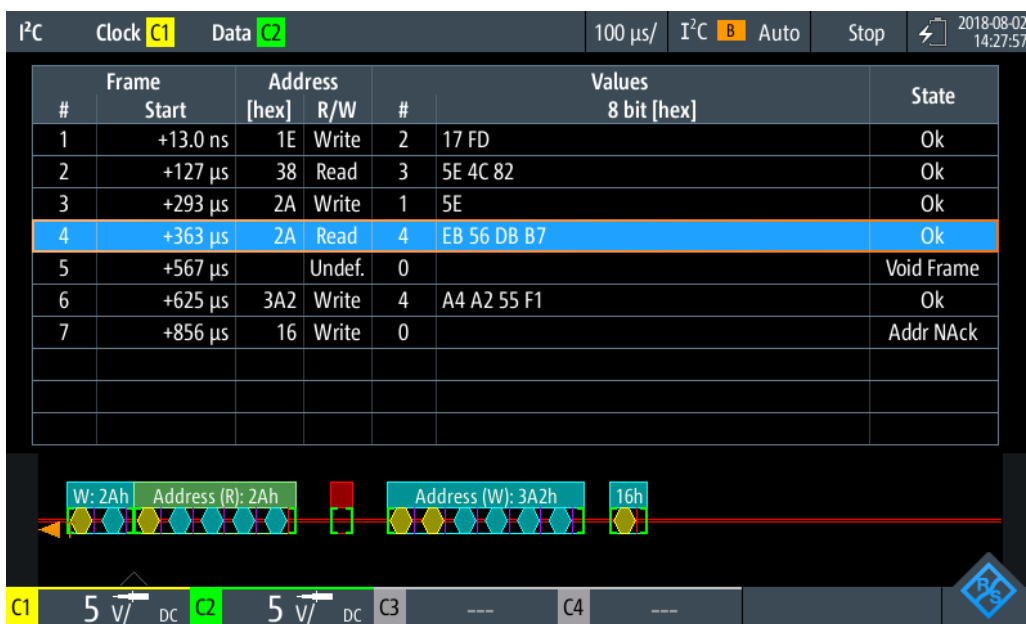 I²C Clock C1 Data C2 100 µs/ I²C B Auto Stop 2018-08-02
14:27:57
Frame Address Values State
# Start [hex] R/W # 8 bit [hex]
1 +13.0 ns 1E Write 2 17 FD Ok
2 +127 µs 38 Read 3 5E 4C 82 Ok
3 +293 µs 2A Write 1 5E Ok
4 +363 µs 2A Read 4 EB 56 DB B7 Ok
5 +567 µs Undef. 0 Void Frame
6 +625 µs 3A2 Write 4 A4 A2 55 F1 Ok
7 +856 µs 16 Write 0 Addr NAck
W: 2Ah Address (R): 2Ah Address (W): 3A2h 16h
R/S
C1 5 V/ DC C2 5 V/ DC C3 --- C4 ---